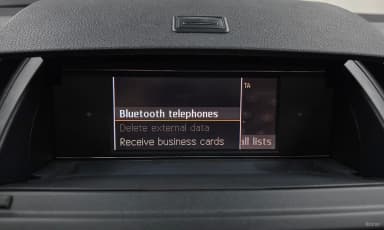 TA
Bluetooth telephones
Delete external data
Receive business cards
all lists